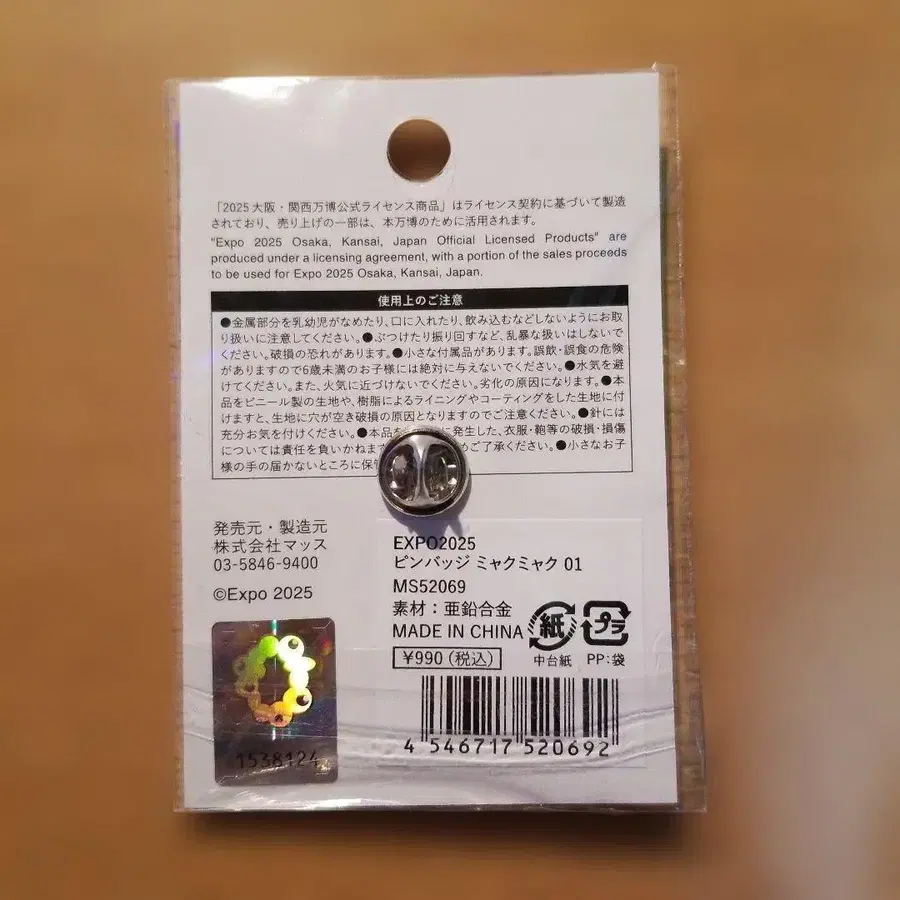 「2025大阪・関西万博公式ライセンス商品」はライセンス契約に基づいて製造
されており、売り上げの一部は、本万博のために活用されます。
"Expo 2025 Osaka, Kansai, Japan Official Licensed Products" are
produced under a licensing agreement, with a portion of the sales proceeds
to be used for Expo 2025 Osaka, Kansai, Japan.
使用上のご注意
●金属部分を乳幼児がなめたり、口に入れたり、飲み込むなどしないようにお取
り扱いに注意してください。●ぶつけたり振り回すなど、乱暴な扱いはしないで
ください。破損の恐れがあります。●小さな付属品があります。誤飲・誤食の危険
がありますので6歳未満のお子様には絶対に与えないでください。●水気を避
けてください。また、火気に近づけないでください。劣化の原因になります。●本
品をビニール製の生地や、樹脂によるライニングやコーティングをした生地に付
けますと、生地に穴が空き破損の原因となりますのでご注意ください。●針には
充分お気を付けください。●本品を に発生した、衣服・鞄等の破損・損傷
については責任を負いかねます めご了承ください。●小さなお子
様の手の届かないところに保管
発売元・製造元
株式会社マッス
03-5846-9400
©Expo 2025
EXPO2025
ピンバッジ ミャクミャク 01
MS52069
素材：亜鉛合金
MADE IN CHINA
紙
プラ
中台紙 PP:袋
¥990(税込)
4 546717 520692
1538124